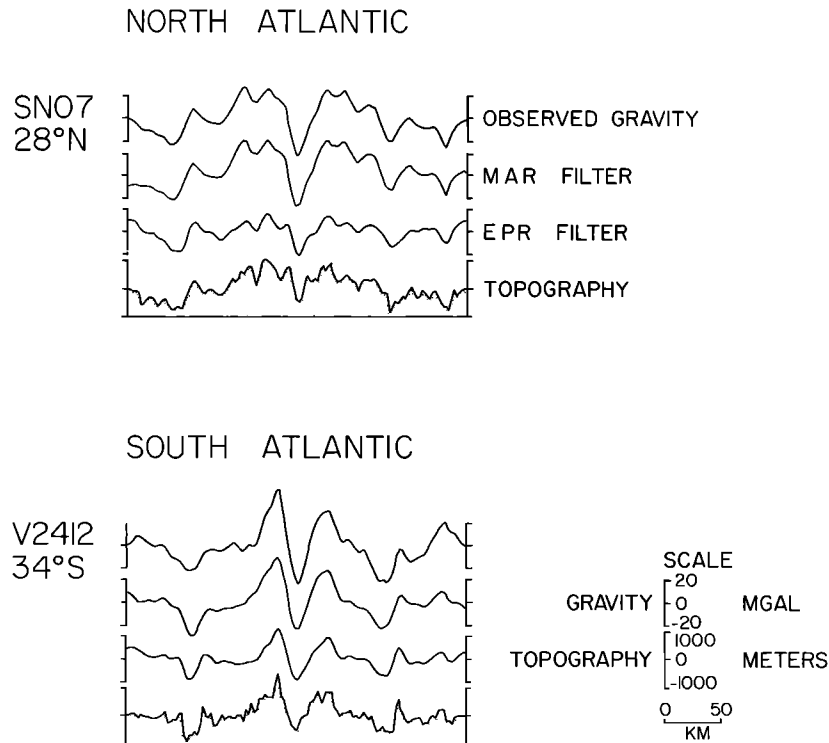 NORTH ATLANTIC
SN07
28°N
OBSERVED GRAVITY
MAR FILTER
EPR FILTER
TOPOGRAPHY
SOUTH ATLANTIC
V2412
34°S
SCALE
GRAVITY 20 0 -20 MGAL
TOPOGRAPHY 1000 0 -1000 METERS
0 50
KM